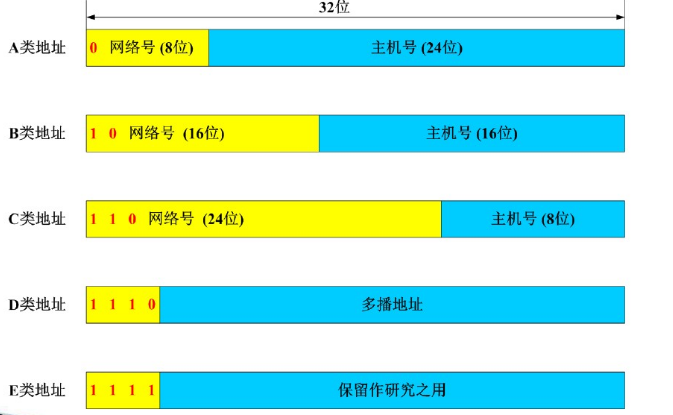 32位
A类地址 0 网络号 (8位) 主机号 (24位)
B类地址 1 0 网络号 (16位) 主机号 (16位)
C类地址 1 1 0 网络号 (24位) 主机号 (8位)
D类地址 1 1 1 0 多播地址
E类地址 1 1 1 1 保留作研究之用